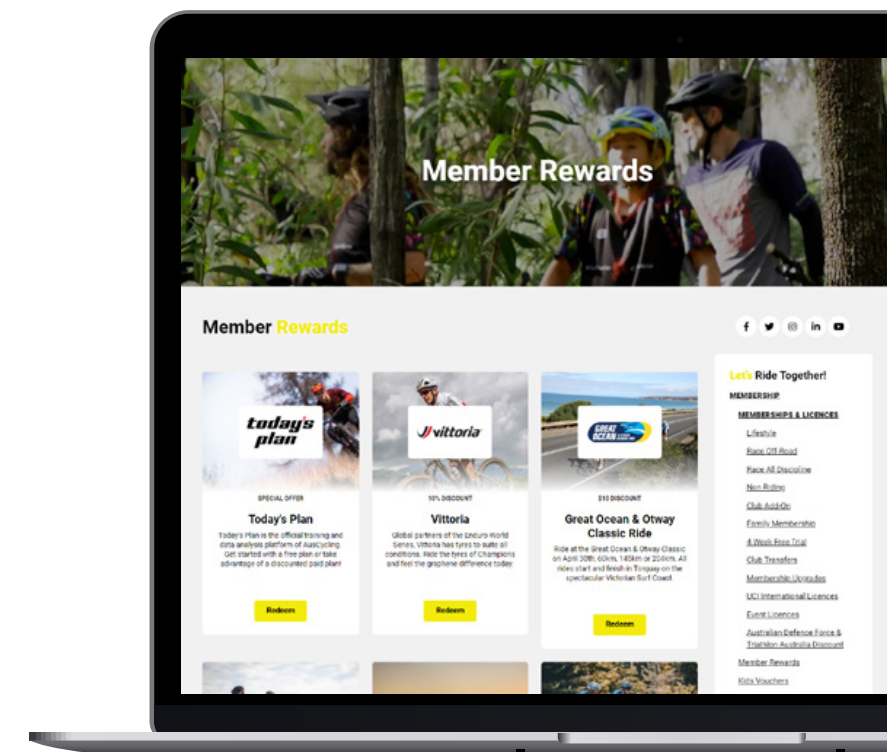 Member Rewards
Member Rewards
today's
plan
SPECIAL OFFER
Today's Plan
Today's Plan is the official training and
data analysis platform of AusCycling.
Get started with a free plan or take
advantage of a discounted paid plan!
Redeem
vittoria
10% DISCOUNT
Vittoria
Global partners of the Enduro World
Series, Vittoria has tyres to suite all
conditions. Ride the tyres of Champions
and feel the graphene difference today.
Redeem
GREAT
OCEAN
$10 DISCOUNT
Great Ocean & Otway
Classic Ride
Ride at the Great Ocean & Otway Classic
on April 30th; 60km, 145km or
All
rides start and finish in Torquay on the
spectacular Victorian Surf Coast.
Redeem
Let's Ride Together!
MEMBERSHIP
MEMBERSHIPS & LICENCES
Lifestyle
Race Off-Road
Race All Discipline
Non Riding
Club Add-On
Family Membership
4 Week Free Trial
Club Transfers
Membership Upgrades
UCI International Licences
Event Licences
Australian Defence Force &
Triathlon Australia Discount
Member Rewards
Kids Vouchers